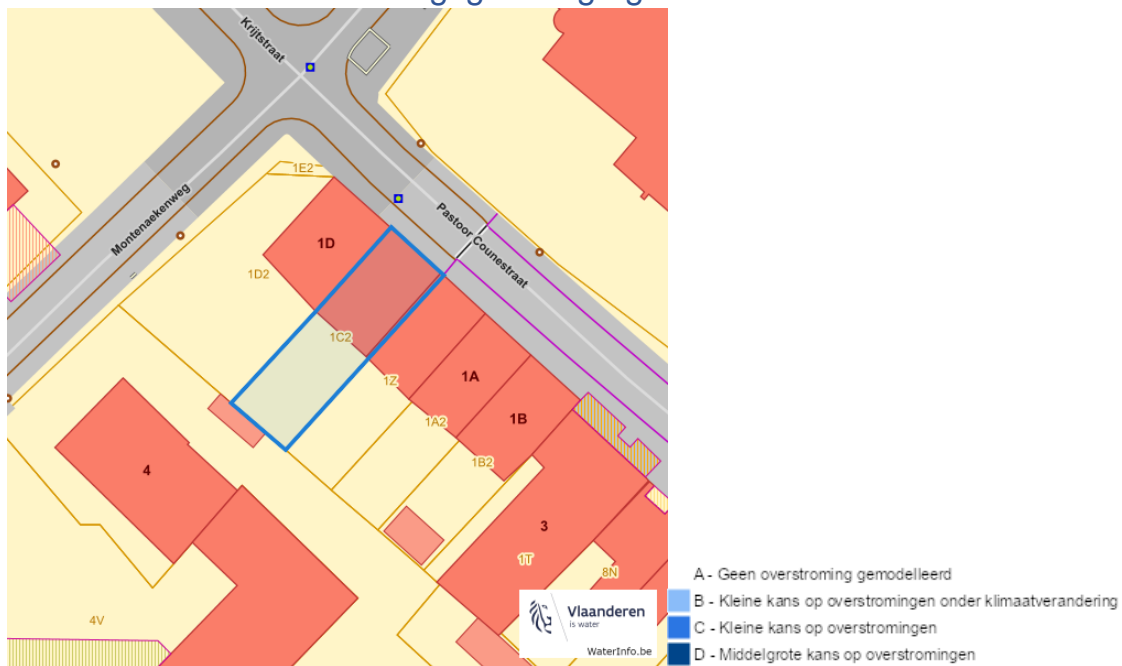 Krijtstraat
1E2
Montenaekenweg
Pastoor Counestraat
1D
1D2
1C2
1Z
1A
1A2
1B
1B2
4
3
1T
8N
4V
Vlaanderen
is water
WaterInfo.be
A - Geen overstroming gemodelleerd
B - Kleine kans op overstromingen onder klimaatverandering
C - Kleine kans op overstromingen
D - Middelgrote kans op overstromingen